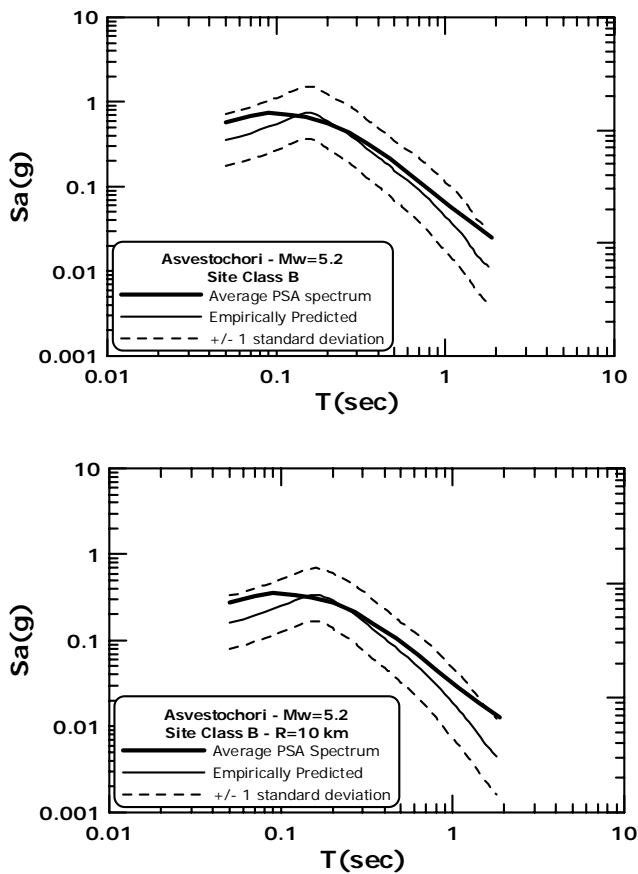 10
1
0.1
0.01
0.001
Sa(g)
Asvestochori - Mw=5.2
Site Class B
Average PSA spectrum
Empirically Predicted
+/- 1 standard deviation
0.01 0.1 1 10
T(sec)
10
1
0.1
0.01
0.001
Sa(g)
Asvestochori - Mw=5.2
Site Class B - R=10 km
Average PSA Spectrum
Empirically Predicted
+/- 1 standard deviation
0.01 0.1 1 10
T(sec)